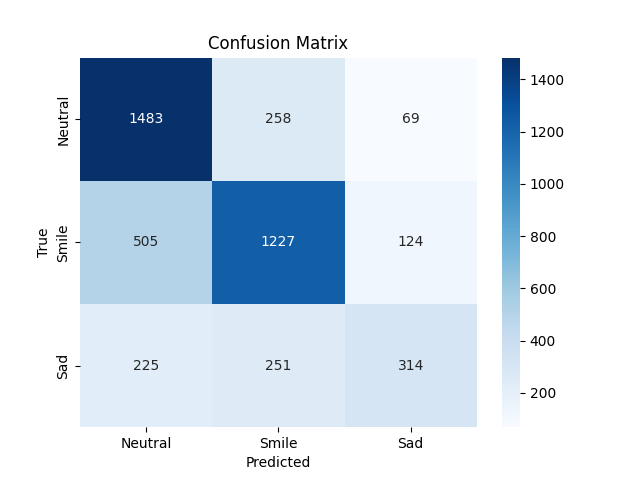 Confusion Matrix
True
Neutral 1483 258 69
Smile 505 1227 124
Sad 225 251 314
Neutral Smile Sad
Predicted
1400
1200
1000
800
600
400
200